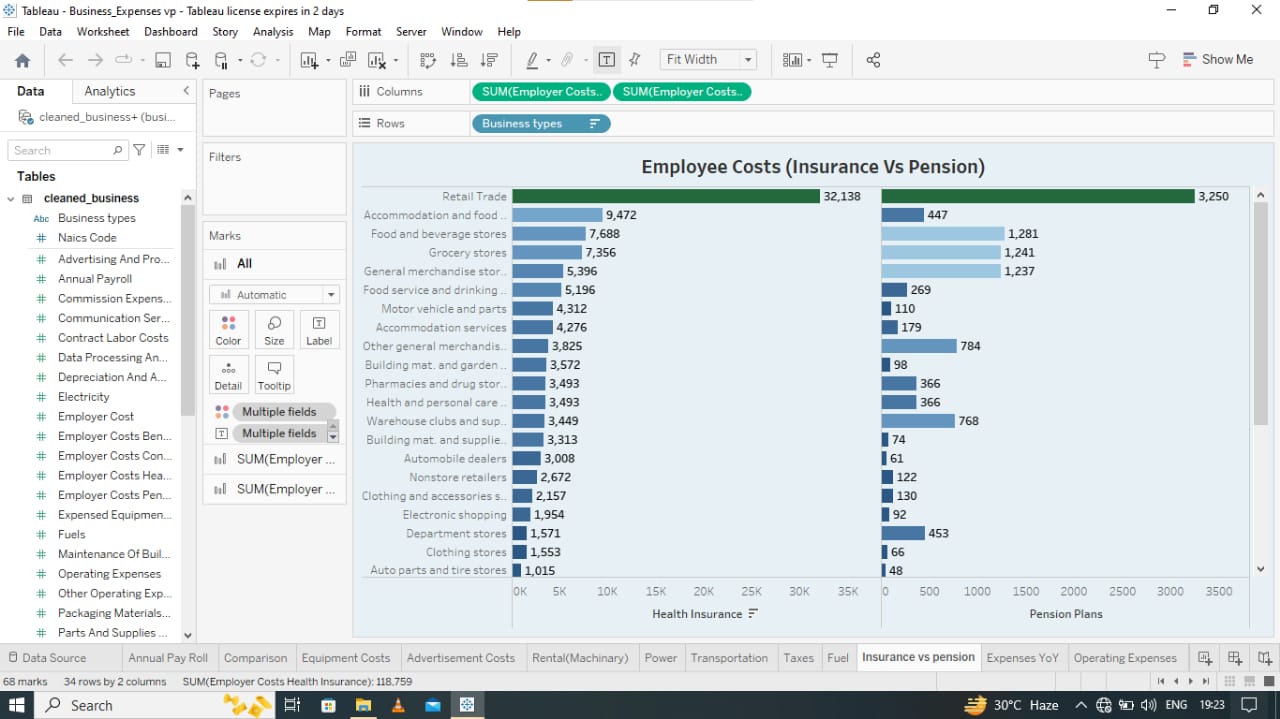 Tableau - Business_Expenses vp - Tableau license expires in 2 days
File Data Worksheet Dashboard Story Analysis Map Format Server Window Help
Fit Width
Show Me
Data Analytics
cleaned_business+ (busi...
Search
Tables
cleaned_business
Abc Business types
# Naics Code
# Advertising And Pro...
# Annual Payroll
# Commission Expens...
# Communication Ser...
# Contract Labor Costs
# Data Processing An...
# Depreciation And A...
# Electricity
# Employer Cost
# Employer Costs Ben...
# Employer Costs Con...
# Employer Costs Hea...
# Employer Costs Pen...
# Expensed Equipmen...
# Fuels
# Maintenance Of Buil...
# Operating Expenses
# Other Operating Exp...
# Packaging Materials...
# Parts And Supplies ...
Pages
Filters
Marks
All
Automatic
Color Size Label
Detail Tooltip
Multiple fields
Multiple fields
SUM(Employer ...
SUM(Employer ...
Columns SUM(Employer Costs.. SUM(Employer Costs..
Rows Business types
Employee Costs (Insurance Vs Pension)
Retail Trade 32,138 3,250
Accommodation and food .. 9,472 447
Food and beverage stores 7,688 1,281
Grocery stores 7,356 1,241
General merchandise stor.. 5,396 1,237
Food service and drinking .. 5,196 269
Motor vehicle and parts 4,312 110
Accommodation services 4,276 179
Other general merchandis.. 3,825 784
Building mat. and garden .. 3,572 98
Pharmacies and drug stor.. 3,493 366
Health and personal care .. 3,493 366
Warehouse clubs and sup.. 3,449 768
Building mat. and supplie.. 3,313 74
Automobile dealers 3,008 61
Nonstore retailers 2,672 122
Clothing and accessories s.. 2,157 130
Electronic shopping 1,954 92
Department stores 1,571 453
Clothing stores 1,553 66
Auto parts and tire stores 1,015 48
0K 5K 10K 15K 20K 25K 30K 35K 0 500 1000 1500 2000 2500 3000 3500
Health Insurance Pension Plans
Data Source Annual Pay Roll Comparison Equipment Costs Advertisement Costs Rental(Machinary) Power Transportation Taxes Fuel Insurance vs pension Expenses YoY Operating Expenses
68 marks 34 rows by 2 columns SUM(Employer Costs Health Insurance): 118,759
Search 30°C Haze ENG 19:23